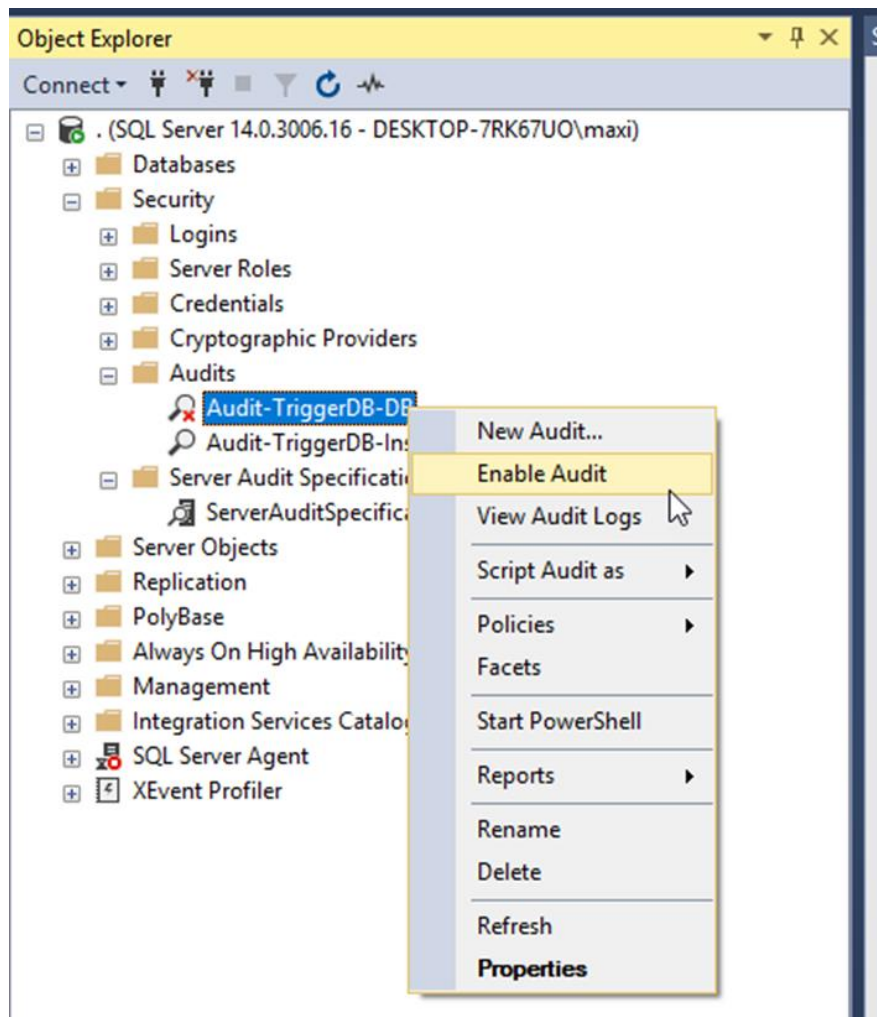 Object Explorer
Connect
. (SQL Server 14.0.3006.16 - DESKTOP-7RK67UO\maxi)
Databases
Security
Logins
Server Roles
Credentials
Cryptographic Providers
Audits
Audit-TriggerDB-DB
Audit-TriggerDB-Ins
Server Audit Specificati
ServerAuditSpecifica
Server Objects
Replication
PolyBase
Always On High Availability
Management
Integration Services Catalo
SQL Server Agent
XEvent Profiler
New Audit...
Enable Audit
View Audit Logs
Script Audit as
Policies
Facets
Start PowerShell
Reports
Rename
Delete
Refresh
Properties